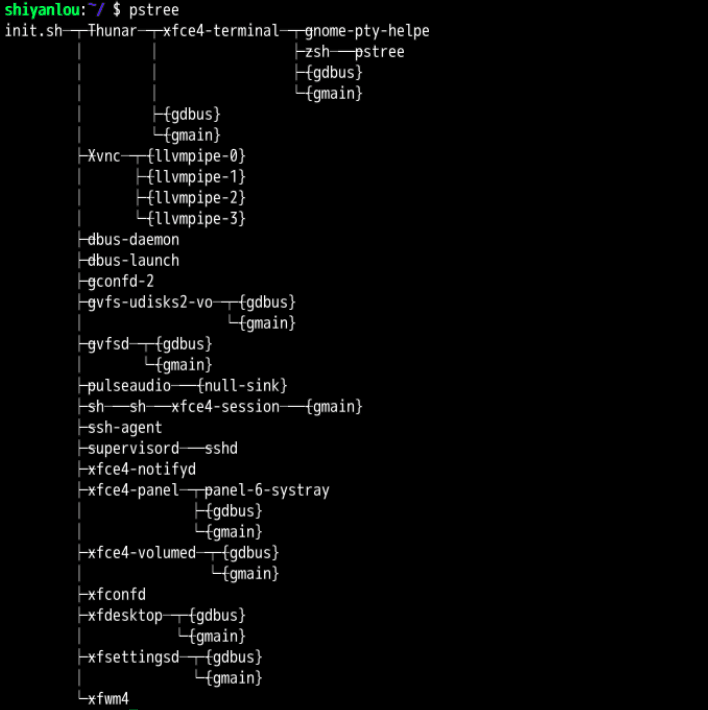 shiyanlou:~/ $ pstree
init.sh─┬─Thunar─┬─xfce4-terminal─┬─gnome-pty-helpe
        │        │                ├─zsh───pstree
        │        │                ├─{gdbus}
        │        │                └─{gmain}
        │        ├─{gdbus}
        │        └─{gmain}
        ├─Xvnc─┬─{llvmpipe-0}
        │      ├─{llvmpipe-1}
        │      ├─{llvmpipe-2}
        │      └─{llvmpipe-3}
        ├─dbus-daemon
        ├─dbus-launch
        ├─gconfd-2
        ├─gvfs-udisks2-vo─┬─{gdbus}
        │                 └─{gmain}
        ├─gvfsd─┬─{gdbus}
        │       └─{gmain}
        ├─pulseaudio───{null-sink}
        ├─sh───sh───xfce4-session───{gmain}
        ├─ssh-agent
        ├─supervisord───sshd
        ├─xfce4-notifyd
        ├─xfce4-panel─┬─panel-6-systray
        │             ├─{gdbus}
        │             └─{gmain}
        ├─xfce4-volumed─┬─{gdbus}
        │               └─{gmain}
        ├─xfconfd
        ├─xfdesktop─┬─{gdbus}
        │           └─{gmain}
        ├─xfsettingsd─┬─{gdbus}
        │             └─{gmain}
        └─xfwm4